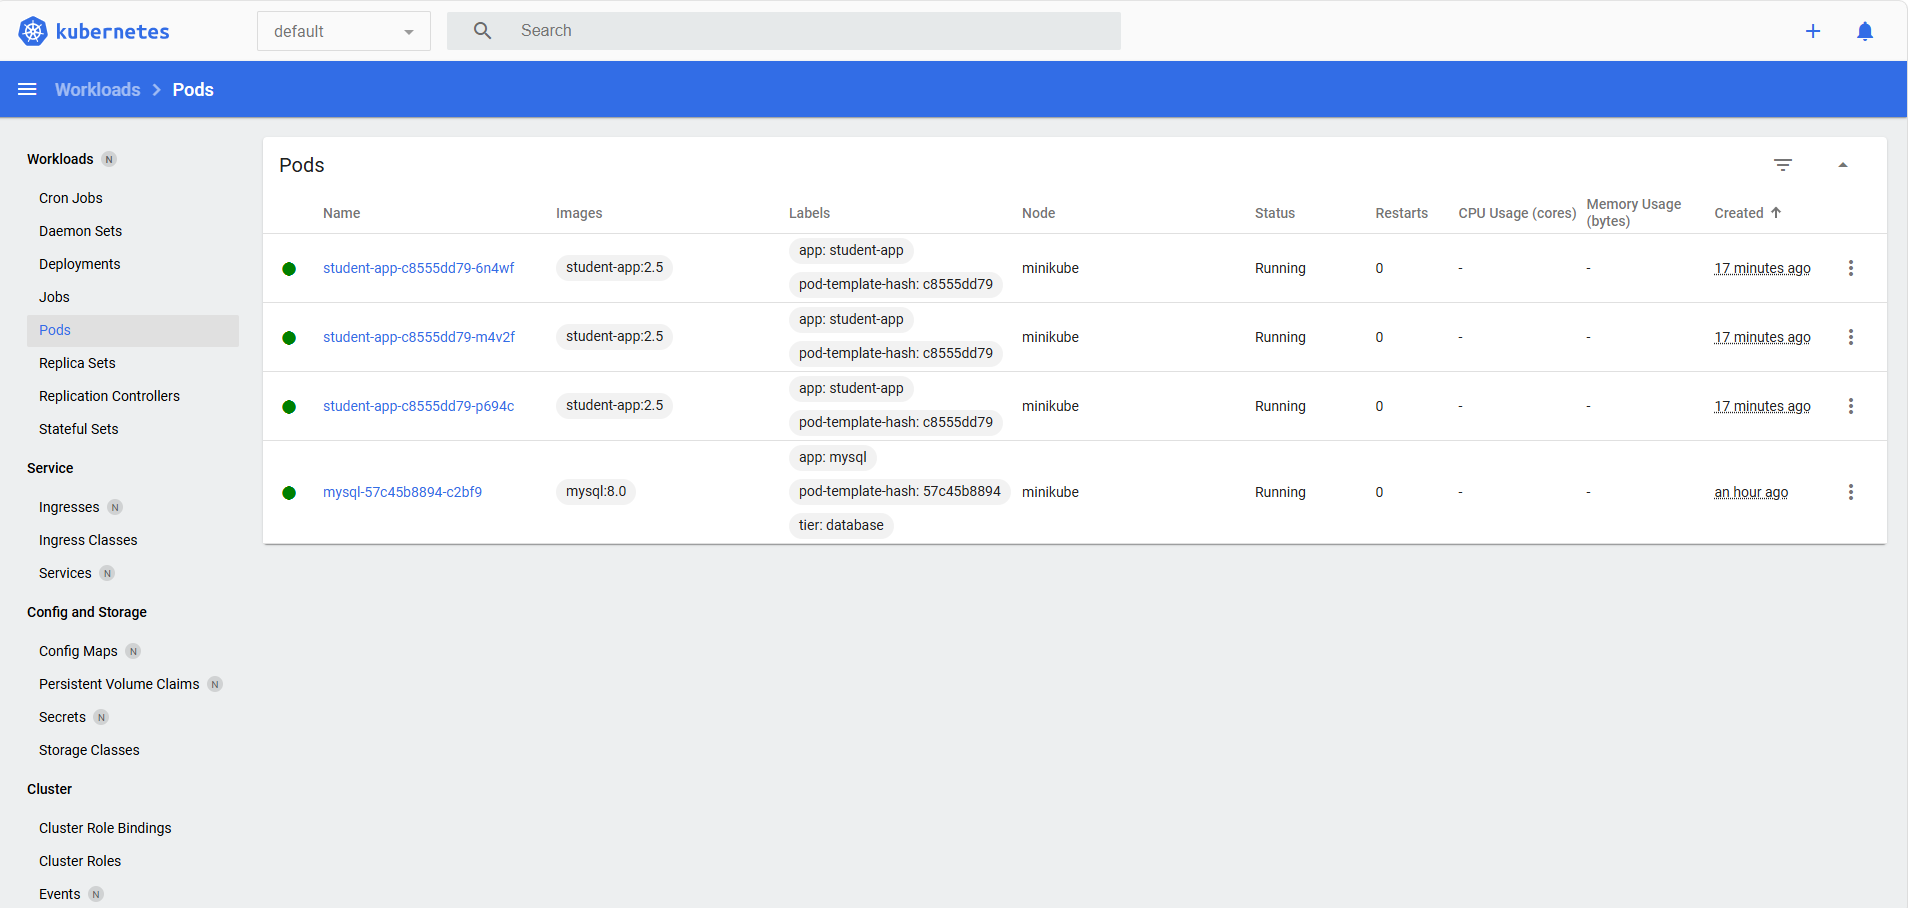 kubernetes
default
Search
Workloads
Pods
Workloads N
Cron Jobs
Daemon Sets
Deployments
Jobs
Pods
Replica Sets
Replication Controllers
Stateful Sets
Service
Ingresses N
Ingress Classes
Services N
Config and Storage
Config Maps N
Persistent Volume Claims N
Secrets N
Storage Classes
Cluster
Cluster Role Bindings
Cluster Roles
Events N
Pods
Name Images Labels Node Status Restarts CPU Usage (cores) Memory Usage (bytes) Created
student-app-c8555dd79-6n4wf student-app:2.5 app: student-app pod-template-hash: c8555dd79 minikube Running 0 - - 17 minutes ago
student-app-c8555dd79-m4v2f student-app:2.5 app: student-app pod-template-hash: c8555dd79 minikube Running 0 - - 17 minutes ago
student-app-c8555dd79-p694c student-app:2.5 app: student-app pod-template-hash: c8555dd79 minikube Running 0 - - 17 minutes ago
mysql-57c45b8894-c2bf9 mysql:8.0 app: mysql pod-template-hash: 57c45b8894 tier: database minikube Running 0 - - an hour ago